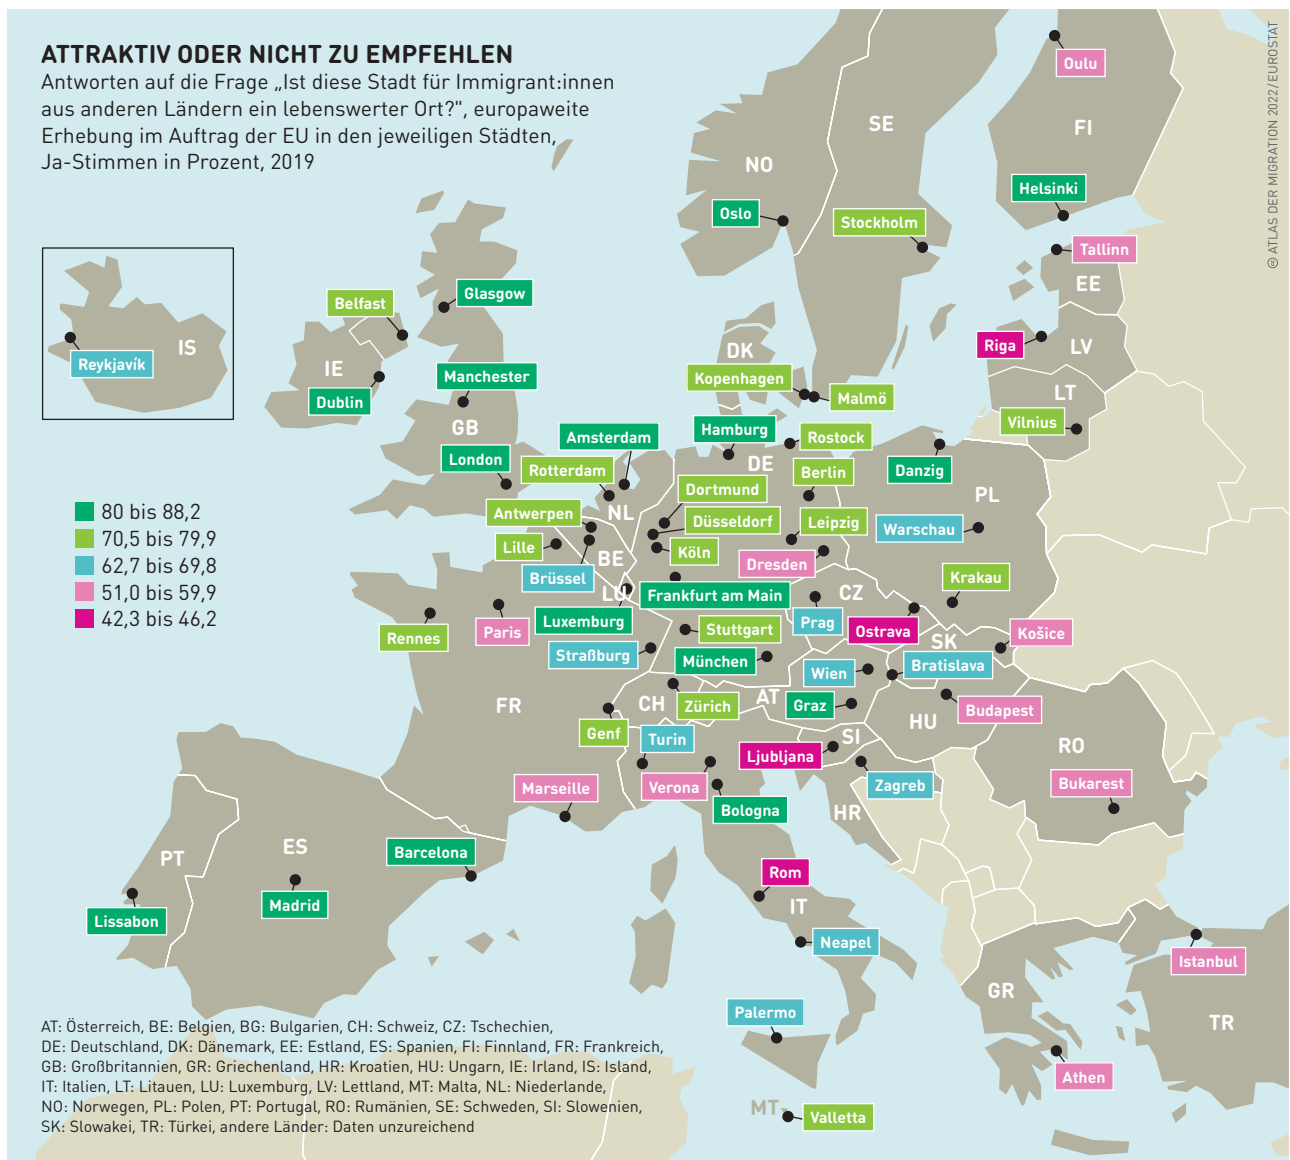 ATTRAKTIV ODER NICHT ZU EMPFEHLEN
Antworten auf die Frage „Ist diese Stadt für Immigrant:innen
aus anderen Ländern ein lebenswerter Ort?", europaweite
Erhebung im Auftrag der EU in den jeweiligen Städten,
Ja-Stimmen in Prozent, 2019
© ATLAS DER MIGRATION 2022/EUROSTAT
Oulu
SE
FI
NO
Helsinki
Oslo
Stockholm
Tallinn
EE
Glasgow
Belfast
IS
Reykjavík
Riga
LV
DK
IE
Manchester
Kopenhagen
Malmö
LT
Dublin
Vilnius
GB
Amsterdam
Hamburg
Rostock
London
Rotterdam
DE
Berlin
Danzig
PL
Dortmund
80 bis 88,2
70,5 bis 79,9
62,7 bis 69,8
51,0 bis 59,9
42,3 bis 46,2
Antwerpen
NL
Düsseldorf
Leipzig
Warschau
Lille
BE
Köln
Dresden
Brüssel
Krakau
LU
Frankfurt am Main
CZ
Luxemburg
Prag
Ostrava
Rennes
Paris
Stuttgart
SK
Košice
Straßburg
München
Wien
Bratislava
FR
CH
Zürich
AT
Graz
HU
Budapest
Genf
Turin
SI
RO
Ljubljana
Marseille
Verona
Zagreb
Bukarest
Bologna
HR
PT
ES
Barcelona
Rom
Madrid
IT
Lissabon
Neapel
Istanbul
GR
Palermo
TR
Athen
MT
Valletta
AT: Österreich, BE: Belgien, BG: Bulgarien, CH: Schweiz, CZ: Tschechien,
DE: Deutschland, DK: Dänemark, EE: Estland, ES: Spanien, FI: Finnland, FR: Frankreich,
GB: Großbritannien, GR: Griechenland, HR: Kroatien, HU: Ungarn, IE: Irland, IS: Island,
IT: Italien, LT: Litauen, LU: Luxemburg, LV: Lettland, MT: Malta, NL: Niederlande,
NO: Norwegen, PL: Polen, PT: Portugal, RO: Rumänien, SE: Schweden, SI: Slowenien,
SK: Slowakei, TR: Türkei, andere Länder: Daten unzureichend